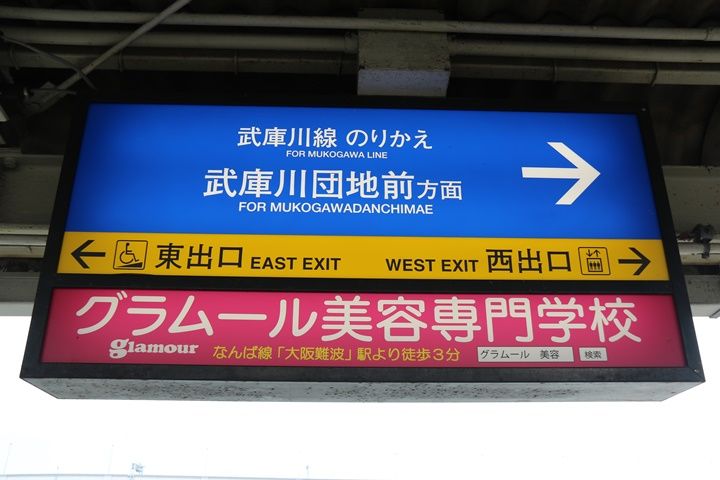 武庫川線 のりかえ
FOR MUKOGAWA LINE
武庫川団地前方面
FOR MUKOGAWADANCHIMAE
東出口 EAST EXIT WEST EXIT 西出口
グラムール美容専門学校
glamour なんば線「大阪難波」駅より徒歩3分 グラムール 美容 検索